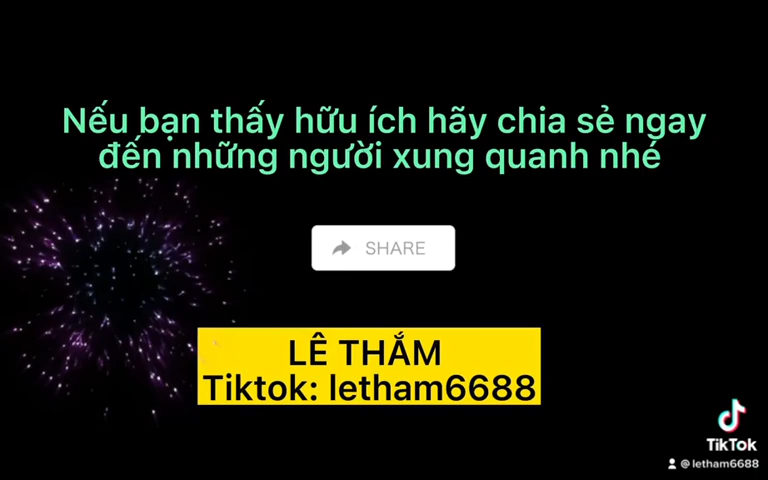 Nếu bạn thấy hữu ích hãy chia sẻ ngay
đến những người xung quanh nhé
SHARE
LÊ THẮM
Tiktok: letham6688
TikTok
@letham6688